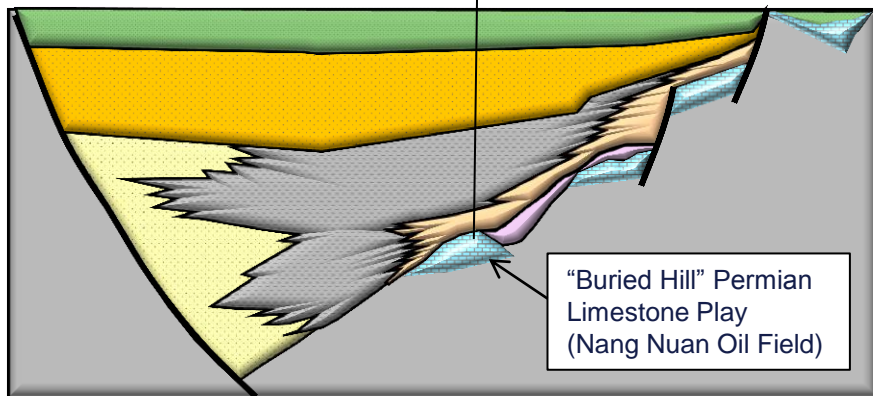 “Buried Hill” Permian
Limestone Play
(Nang Nuan Oil Field)